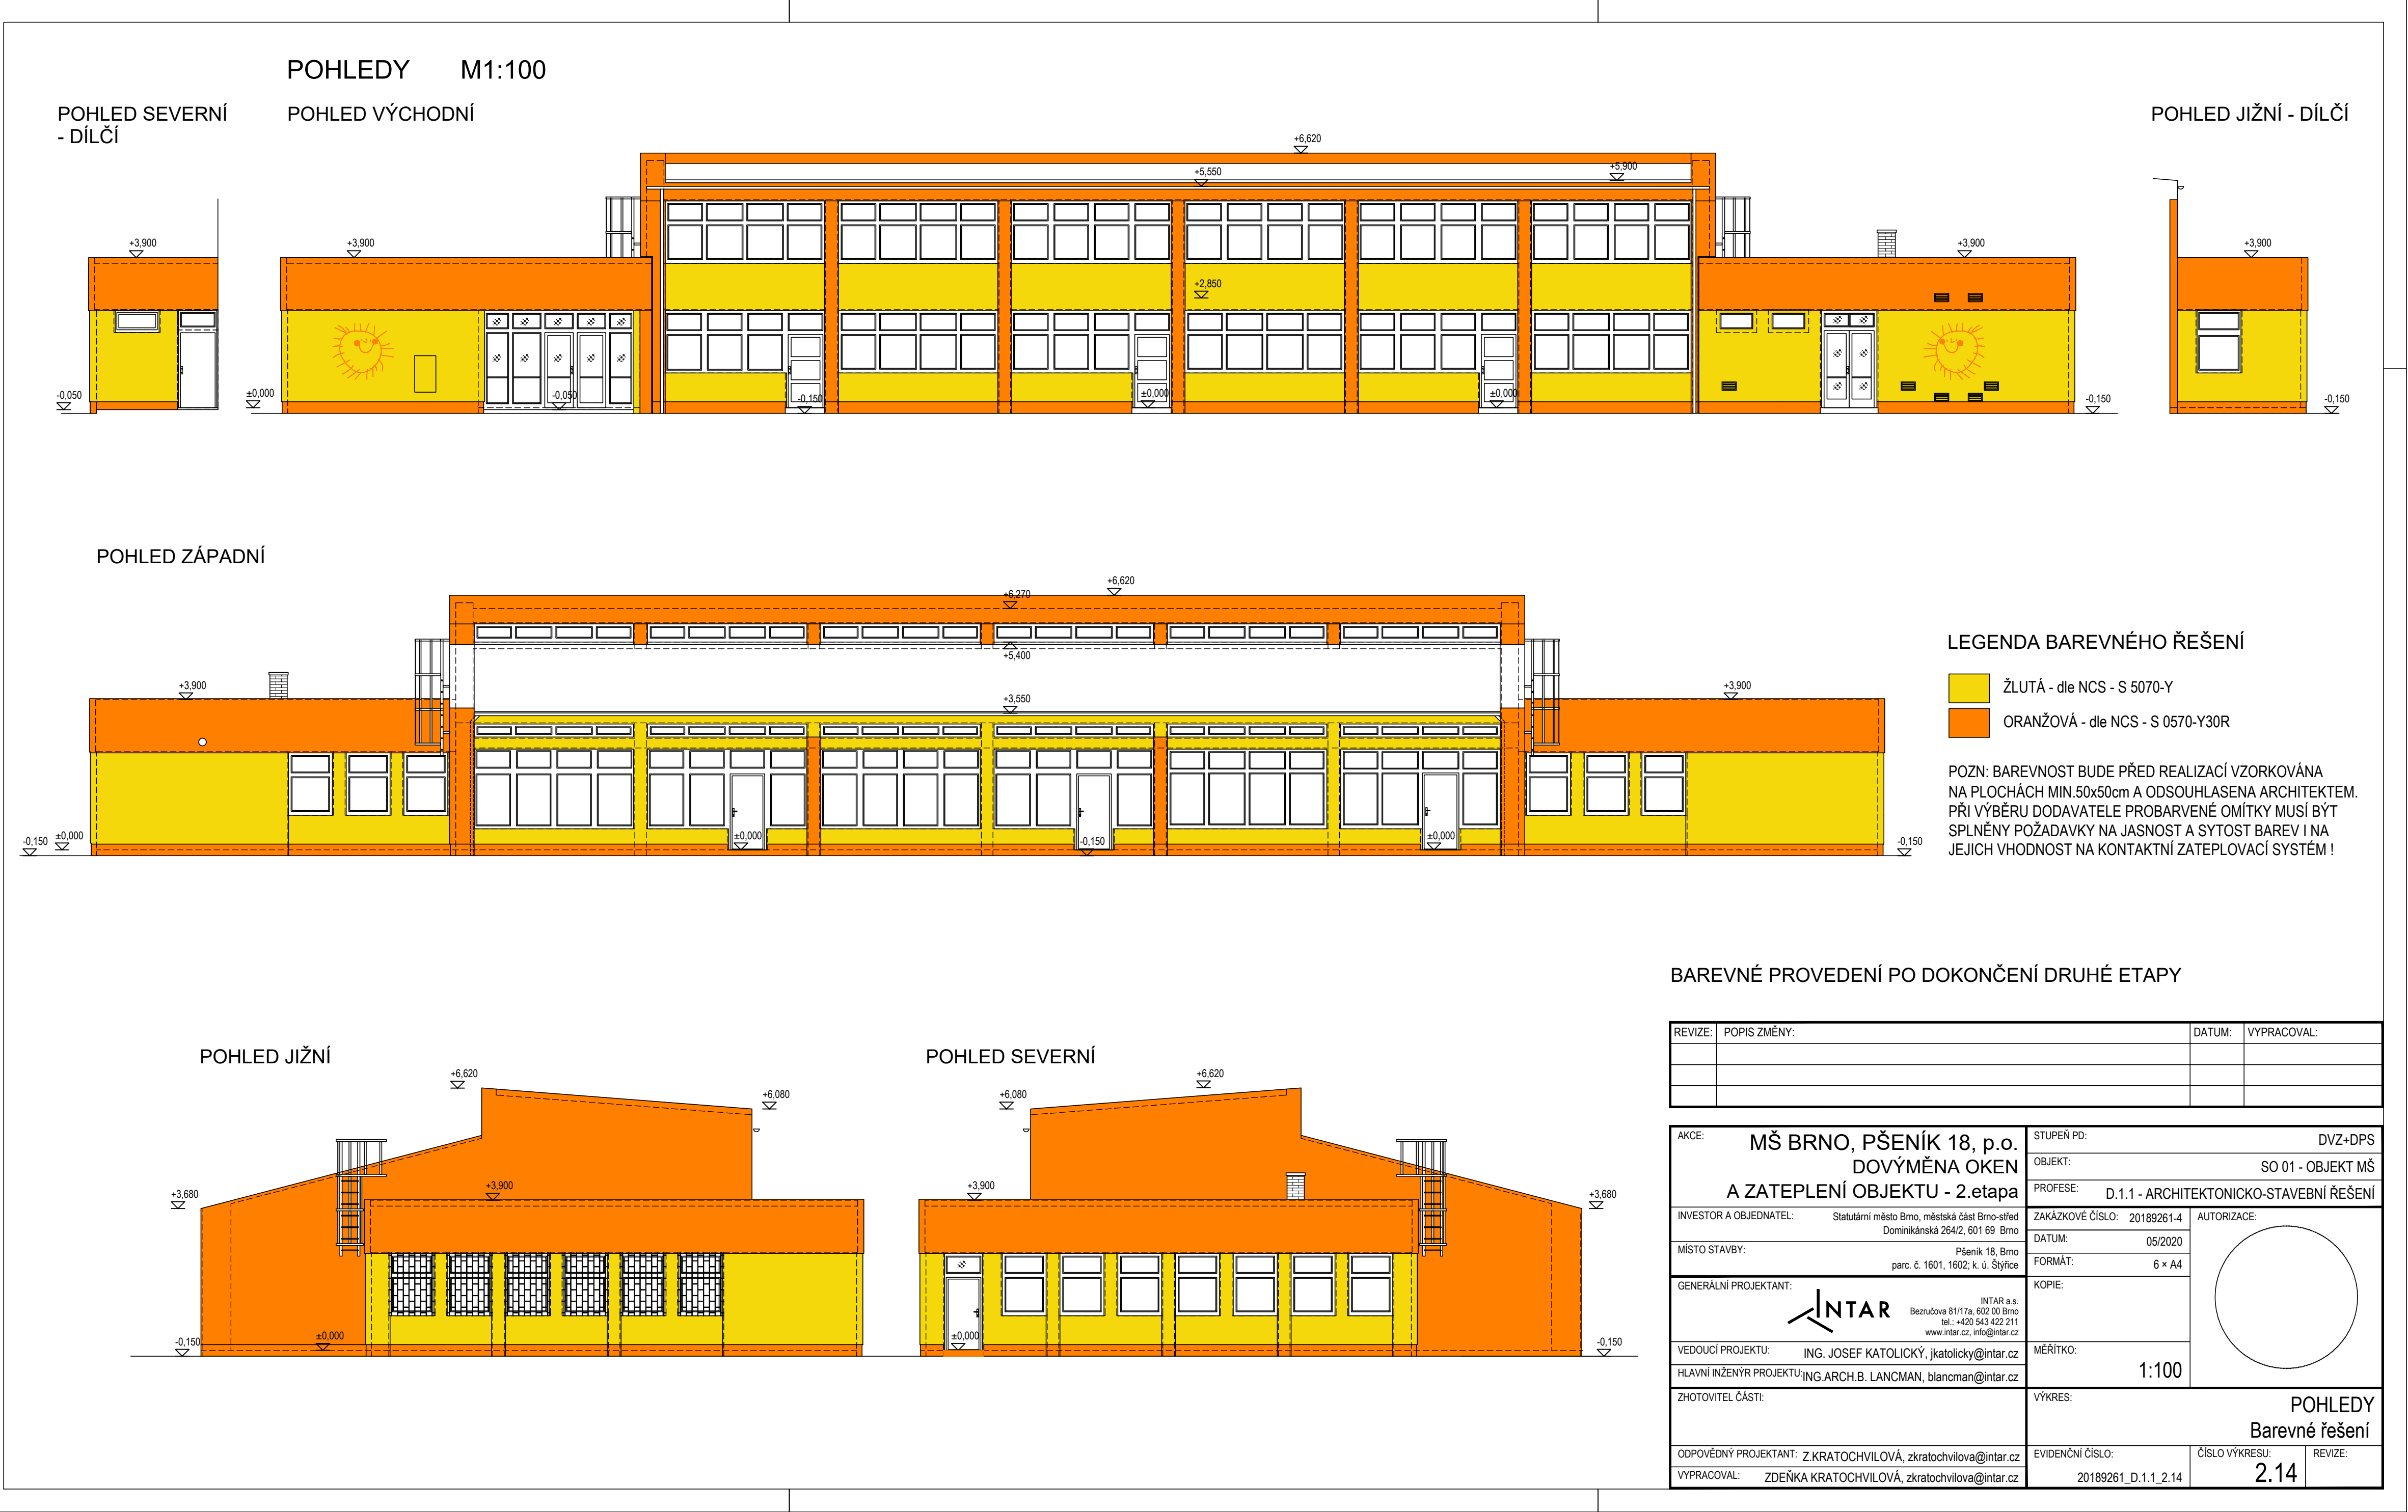 POHLEDY M1:100
POHLED SEVERNÍ
- DÍLČÍ
POHLED VÝCHODNÍ
POHLED JIŽNÍ - DÍLČÍ
+6,620
+5,550
+5,900
+3,900
+3,900
+3,900
+3,900
+2,850
-0,050
±0,000
-0,050
-0,150
±0,000
±0,000
-0,150
-0,150
POHLED ZÁPADNÍ
+6,620
+6,270
+5,400
+3,900
+3,550
+3,900
-0,150
±0,000
±0,000
-0,150
±0,000
-0,150
LEGENDA BAREVNÉHO ŘEŠENÍ
ŽLUTÁ - dle NCS - S 5070-Y
ORANŽOVÁ - dle NCS - S 0570-Y30R
POZN: BAREVNOST BUDE PŘED REALIZACÍ VZORKOVÁNA
NA PLOCHÁCH MIN.50x50cm A ODSOUHLASENA ARCHITEKTEM.
PŘI VÝBĚRU DODAVATELE PROBARVENÉ OMÍTKY MUSÍ BÝT
SPLNĚNY POŽADAVKY NA JASNOST A SYTOST BAREV I NA
JEJICH VHODNOST NA KONTAKTNÍ ZATEPLOVACÍ SYSTÉM !
POHLED JIŽNÍ
+6,620
+6,080
+3,680
+3,900
-0,150
±0,000
POHLED SEVERNÍ
+6,620
+6,080
+3,900
+3,680
±0,000
-0,150
BAREVNÉ PROVEDENÍ PO DOKONČENÍ DRUHÉ ETAPY
REVIZE: POPIS ZMĚNY: DATUM: VYPRACOVAL:
AKCE: MŠ BRNO, PŠENÍK 18, p.o.
DOVÝMĚNA OKEN
A ZATEPLENÍ OBJEKTU - 2.etapa
STUPEŇ PD: DVZ+DPS
OBJEKT: SO 01 - OBJEKT MŠ
PROFESE: D.1.1 - ARCHITEKTONICKO-STAVEBNÍ ŘEŠENÍ
INVESTOR A OBJEDNATEL: Statutární město Brno, městská část Brno-střed
Dominikánská 264/2, 601 69 Brno
ZAKÁZKOVÉ ČÍSLO: 20189261-4
AUTORIZACE:
DATUM: 05/2020
MÍSTO STAVBY: Pšeník 18, Brno
parc. č. 1601, 1602; k. ú. Štýřice
FORMÁT: 6 × A4
GENERÁLNÍ PROJEKTANT:
INTAR
INTAR a.s.
Bezručova 81/17a, 602 00 Brno
tel.: +420 543 422 211
www.intar.cz, info@intar.cz
KOPIE:
VEDOUCÍ PROJEKTU: ING. JOSEF KATOLICKÝ, jkatolicky@intar.cz
HLAVNÍ INŽENÝR PROJEKTU: ING.ARCH.B. LANCMAN, blancman@intar.cz
MĚŘÍTKO: 1:100
ZHOTOVITEL ČÁSTI:
VÝKRES: POHLEDY
Barevné řešení
ODPOVĚDNÝ PROJEKTANT: Z.KRATOCHVILOVÁ, zkratochvilova@intar.cz
VYPRACOVAL: ZDEŇKA KRATOCHVILOVÁ, zkratochvilova@intar.cz
EVIDENČNÍ ČÍSLO: 20189261_D.1.1_2.14
ČÍSLO VÝKRESU: 2.14
REVIZE: